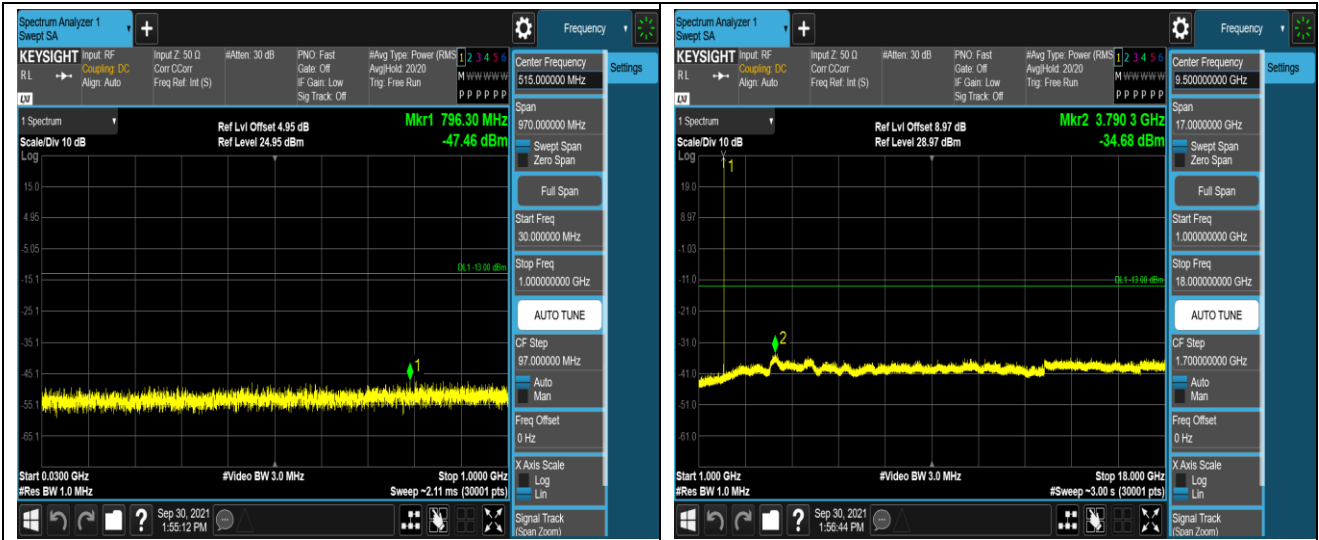 Spectrum Analyzer 1
Swept SA
+
Frequency
KEYSIGHT
RL
Input: RF
Coupling: DC
Align: Auto
Input Z: 50 Ω
Corr CCorr
Freq Ref: Int (S)
#Atten: 30 dB
PNO: Fast
Gate: Off
IF Gain: Low
Sig Track: Off
#Avg Type: Power (RMS
Avg|Hold: 20/20
Trig: Free Run
1 2 3 4 5 6
M W W W W W
P P P P P P
1 Spectrum
Scale/Div 10 dB
Log
Ref Lvl Offset 4.95 dB
Ref Level 24.95 dBm
Mkr1 796.30 MHz
-47.46 dBm
15.0
4.95
-5.05
-15.1
-25.1
-35.1
-45.1
-55.1
-65.1
DL1 -13.00 dBm
1
Start 0.0300 GHz
#Res BW 1.0 MHz
#Video BW 3.0 MHz
Stop 1.0000 GHz
Sweep ~2.11 ms (30001 pts)
Sep 30, 2021
1:55:12 PM
Center Frequency
515.000000 MHz
Settings
Span
970.000000 MHz
Swept Span
Zero Span
Full Span
Start Freq
30.000000 MHz
Stop Freq
1.000000000 GHz
AUTO TUNE
CF Step
97.000000 MHz
Auto
Man
Freq Offset
0 Hz
X Axis Scale
Log
Lin
Signal Track
(Span Zoom)
Spectrum Analyzer 1
Swept SA
+
Frequency
KEYSIGHT
RL
Input: RF
Coupling: DC
Align: Auto
Input Z: 50 Ω
Corr CCorr
Freq Ref: Int (S)
#Atten: 30 dB
PNO: Fast
Gate: Off
IF Gain: Low
Sig Track: Off
#Avg Type: Power (RMS
Avg|Hold: 20/20
Trig: Free Run
1 2 3 4 5 6
M W W W W W
P P P P P P
1 Spectrum
Scale/Div 10 dB
Log
Ref Lvl Offset 8.97 dB
Ref Level 28.97 dBm
Mkr2 3.790 3 GHz
-34.68 dBm
19.0
8.97
-1.03
-11.0
-21.0
-31.0
-41.0
-51.0
-61.0
1
DL1 -13.00 dBm
2
Start 1.000 GHz
#Res BW 1.0 MHz
#Video BW 3.0 MHz
Stop 18.000 GHz
#Sweep ~3.00 s (30001 pts)
Sep 30, 2021
1:56:44 PM
Center Frequency
9.500000000 GHz
Settings
Span
17.0000000 GHz
Swept Span
Zero Span
Full Span
Start Freq
1.000000000 GHz
Stop Freq
18.000000000 GHz
AUTO TUNE
CF Step
1.700000000 GHz
Auto
Man
Freq Offset
0 Hz
X Axis Scale
Log
Lin
Signal Track
(Span Zoom)